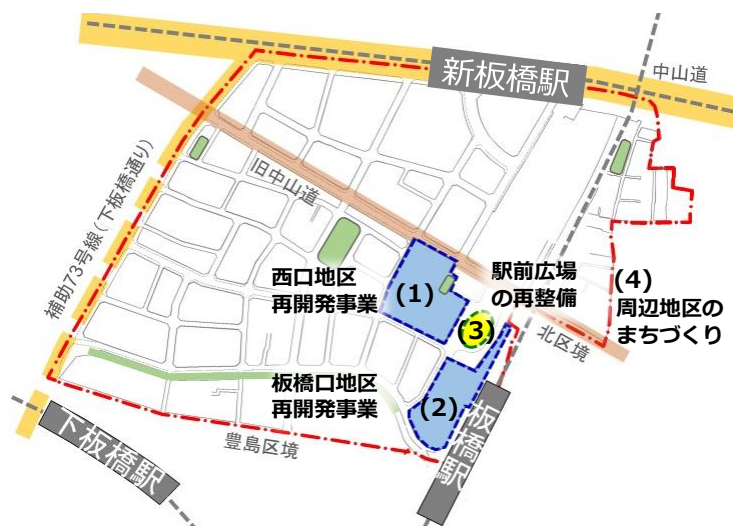 新板橋駅
中山道
補助73号線(下板橋通り)
旧中山道
西口地区
再開発事業
(1)
駅前広場
の再整備
(3)
(4)
周辺地区の
まちづくり
北区境
板橋口地区
再開発事業
(2)
板橋駅
豊島区境
下板橋駅